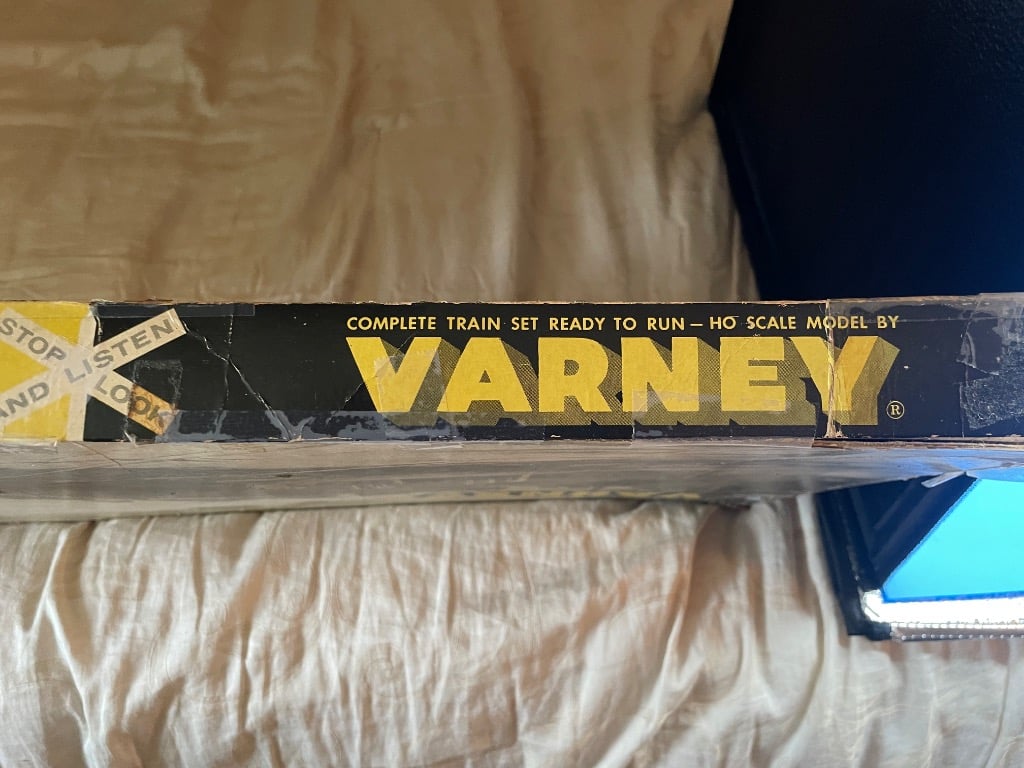 STOP
LISTEN
AND LOOK
COMPLETE TRAIN SET READY TO RUN — HO SCALE MODEL BY
VARNEY ®